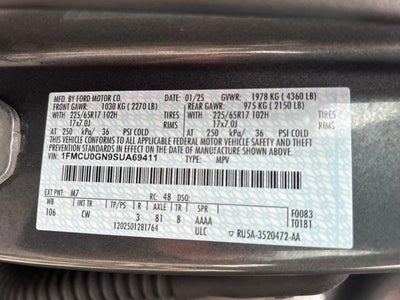 MFD. BY FORD MOTOR CO. 01/25 GVWR: 1978 KG( 4360 LB)
FRONT GAWR: 1030 KG( 2270 LB) REAR GAWR: 975 KG( 2150 LB)
WITH 225/65R17 102H TIRES WITH 225/65R17 102H TIRES
17x7.0J RIMS 17x7.0J RIMS
AT 250 kPa/ 36 PSI COLD AT 250 kPa/ 36 PSI COLD
THIS VEHICLE CONFORMS TO ALL APPLICABLE FEDERAL MOTOR VEHICLE
SAFETY AND THEFT PREVENTION STANDARDS IN EFFECT ON THE DATE OF
MANUFACTURE SHOWN ABOVE.
VIN: 1FMCU0GN9SUA69411 TYPE: MPV
EXT PNT: M7 RC: 48 DSO:
WB TP/PS R AXLE TR SPR
106 CW 3 81 8 AAAA F0083
1202501281764 ULC T0181
RU5A-3520472-AA